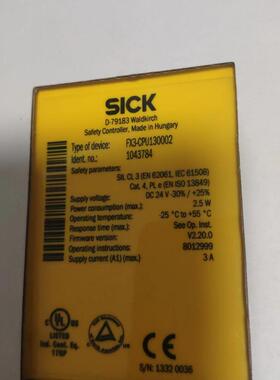 SICK
D-79183 Waldkirch
Safety Controller, Made in Hungary
Type of device: FX3-CPU130002
Ident. no.: 1043784
Safety parameters:
SIL CL 3 (EN 62061, IEC 61508)
Cat. 4, PL e (EN ISO 13849)
Supply voltage: DC 24 V -30% / +25%
Power consumption (max.) 2.5 W
Operating temperature: -25 °C to +55 °C
Response time (max.): See Op. Inst.
Firmware version: V2.20.0
Operating instructions: 8012999
Supply current (A1) (max.) 3 A
C UL US
LISTED
Ind. Cont. Eq.
CE
S/N: 1332 0036